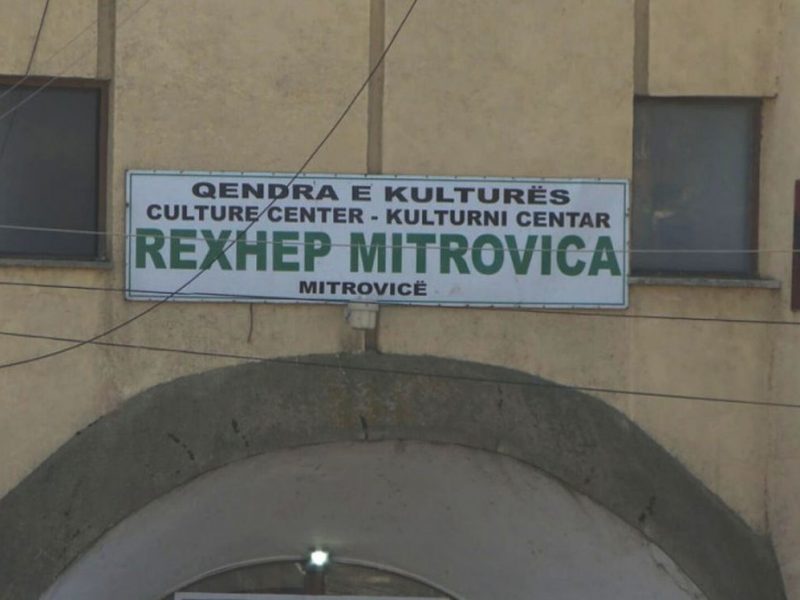 QENDRA E KULTURËS
CULTURE CENTER - KULTURNI CENTAR
REXHEP MITROVICA
MITROVICË